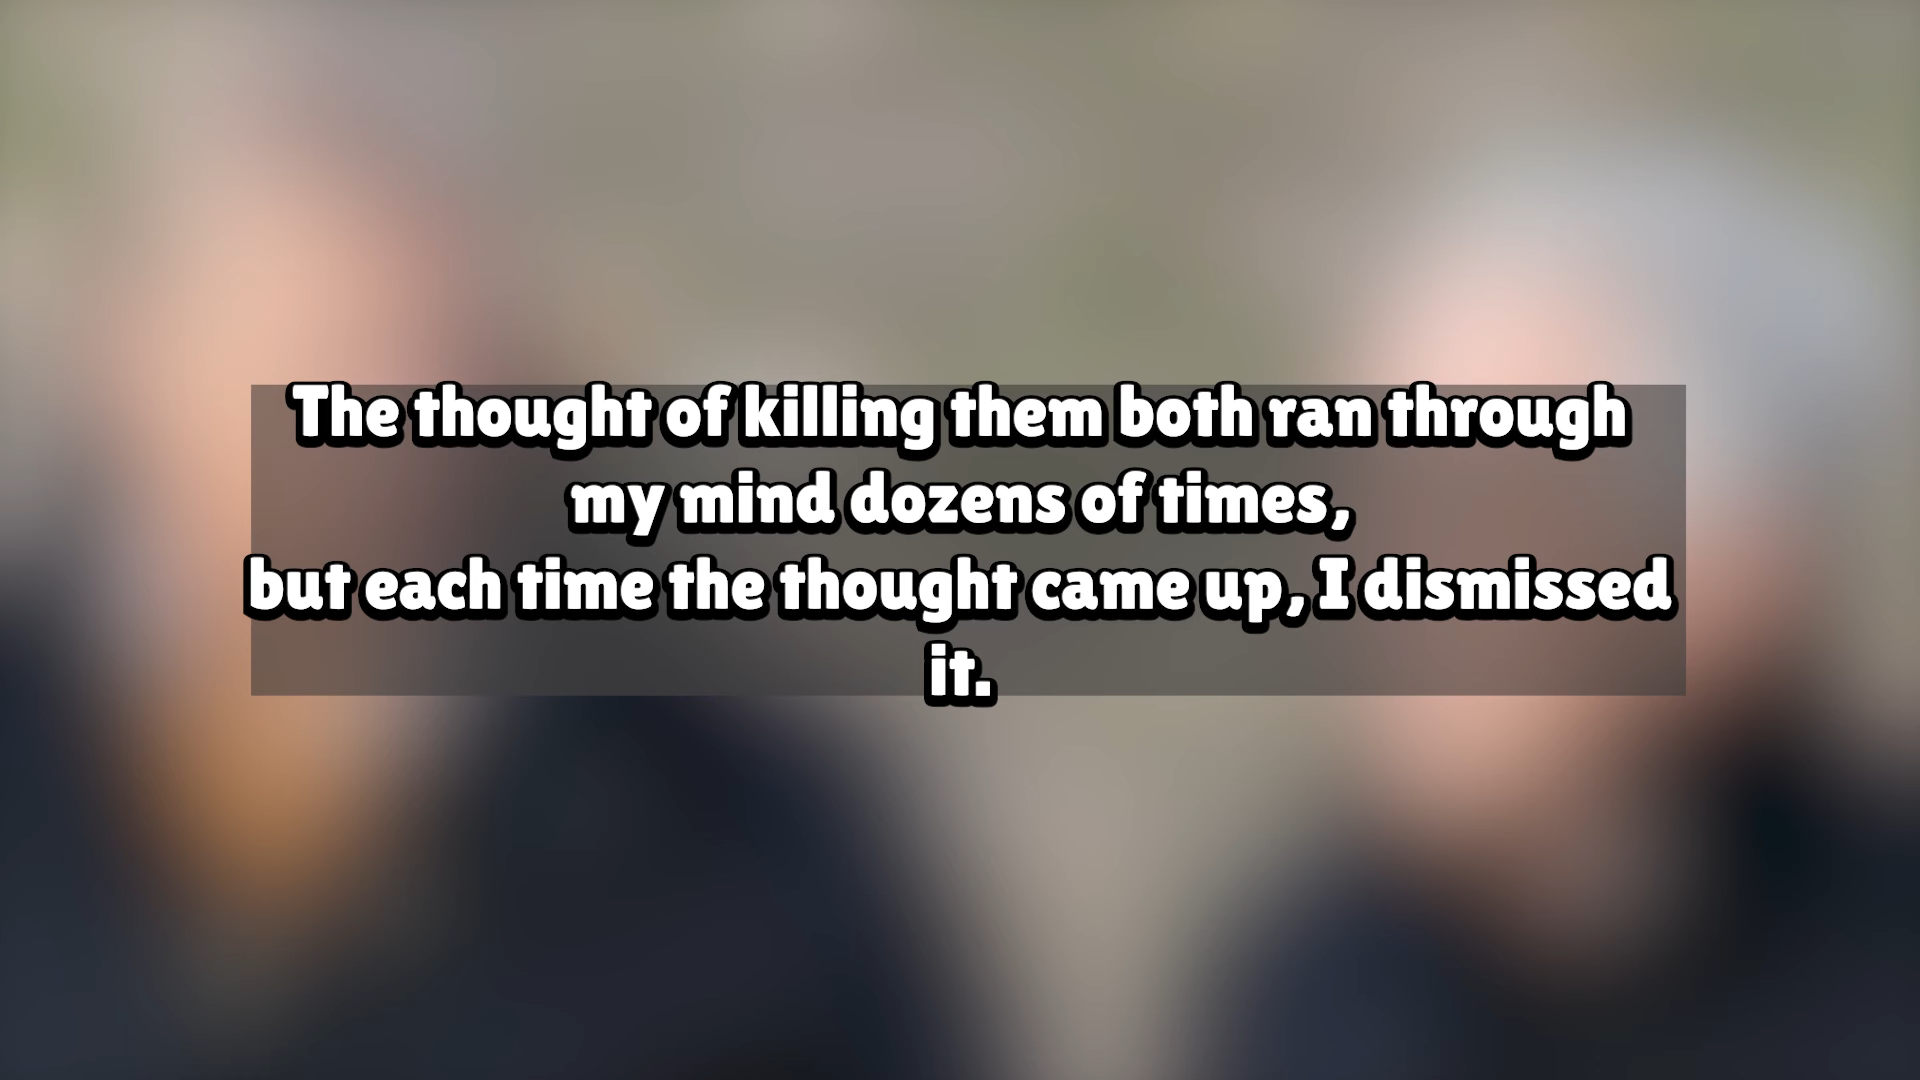 The thought of killing them both ran through
my mind dozens of times,
but each time the thought came up, I dismissed
it.